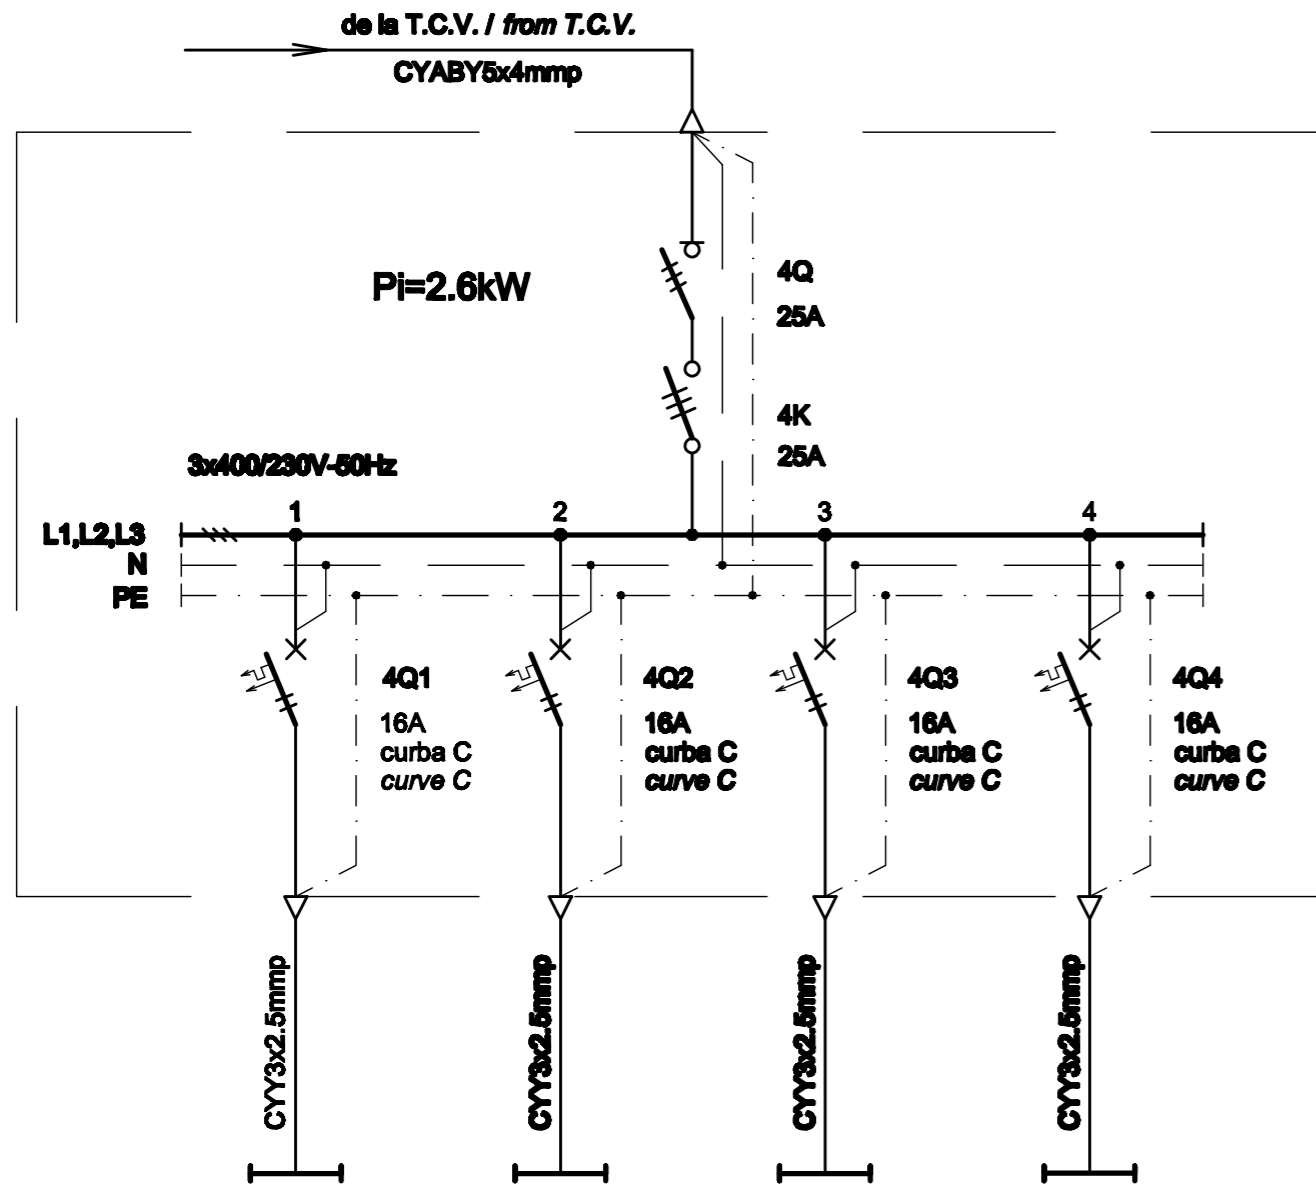 de la T.C.V. / from T.C.V.
CYABY5x4mmp
Pi=2.6kW
4Q
25A
4K
25A
3x400/230V-50Hz
1
2
3
4
L1,L2,L3
N
PE
4Q1
16A
curba C
curve C
4Q2
16A
curba C
curve C
4Q3
16A
curba C
curve C
4Q4
16A
curba C
curve C
CYY3x2.5mmp
CYY3x2.5mmp
CYY3x2.5mmp
CYY3x2.5mmp